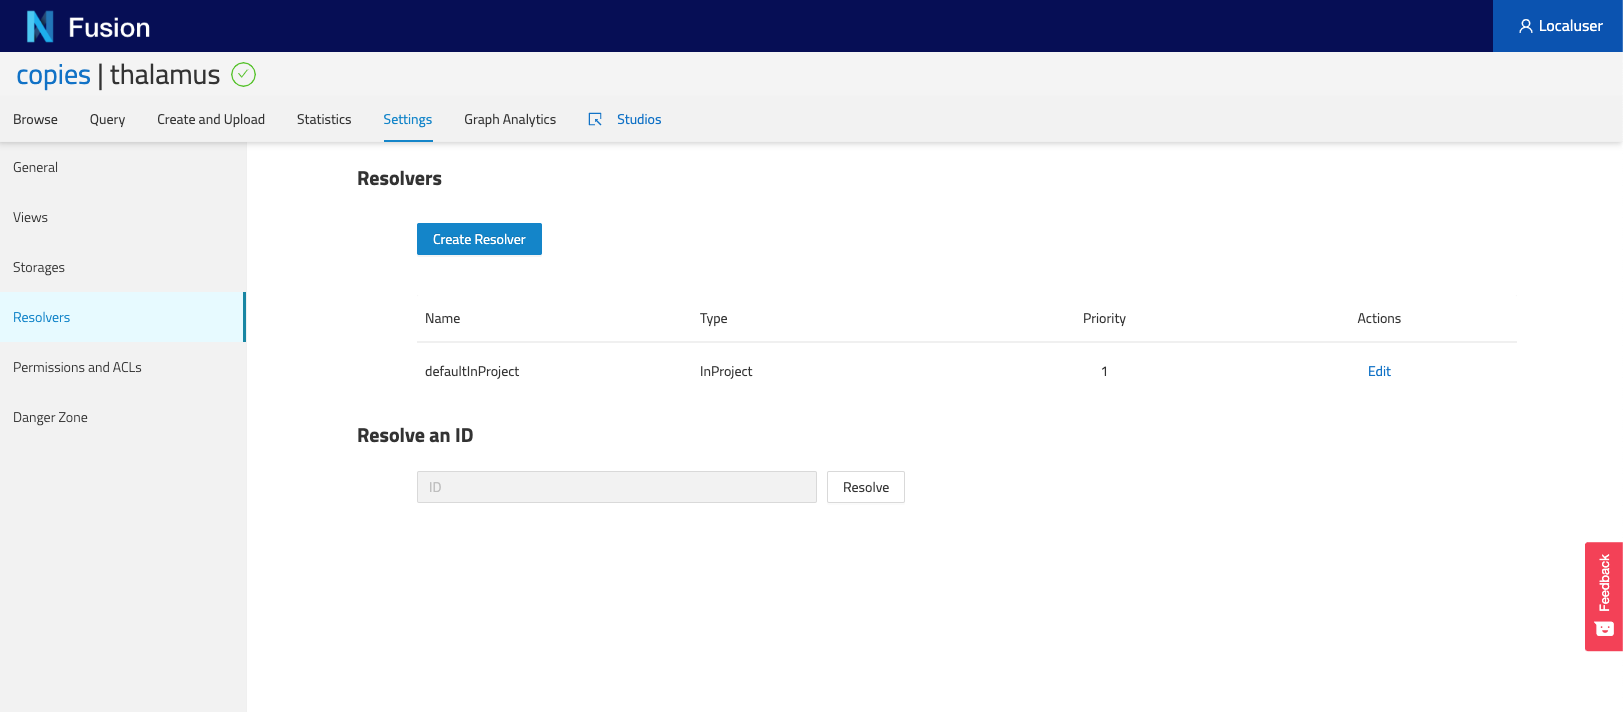 Fusion
Localuser
copies | thalamus
Browse Query Create and Upload Statistics Settings Graph Analytics Studios
General
Views
Storages
Resolvers
Permissions and ACLs
Danger Zone
Resolvers
Create Resolver
Name Type Priority Actions
defaultInProject InProject 1 Edit
Resolve an ID
ID Resolve
Feedback